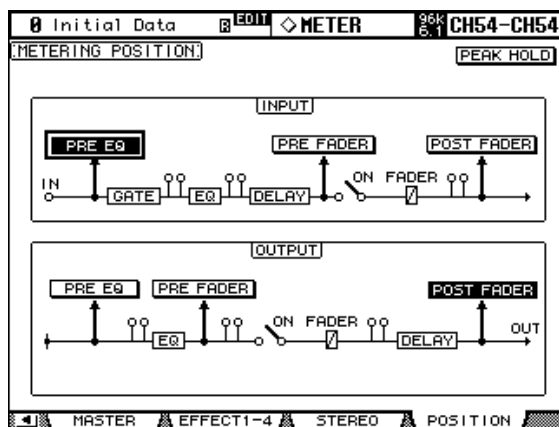 0 Initial Data R EDIT ◇METER 96k 6.1 CH54-CH54
METERING POSITION
PEAK HOLD
INPUT
PRE EQ PRE FADER POST FADER
IN GATE EQ DELAY ON FADER
OUTPUT
PRE EQ PRE FADER POST FADER
EQ ON FADER DELAY OUT
MASTER EFFECT1-4 STEREO POSITION